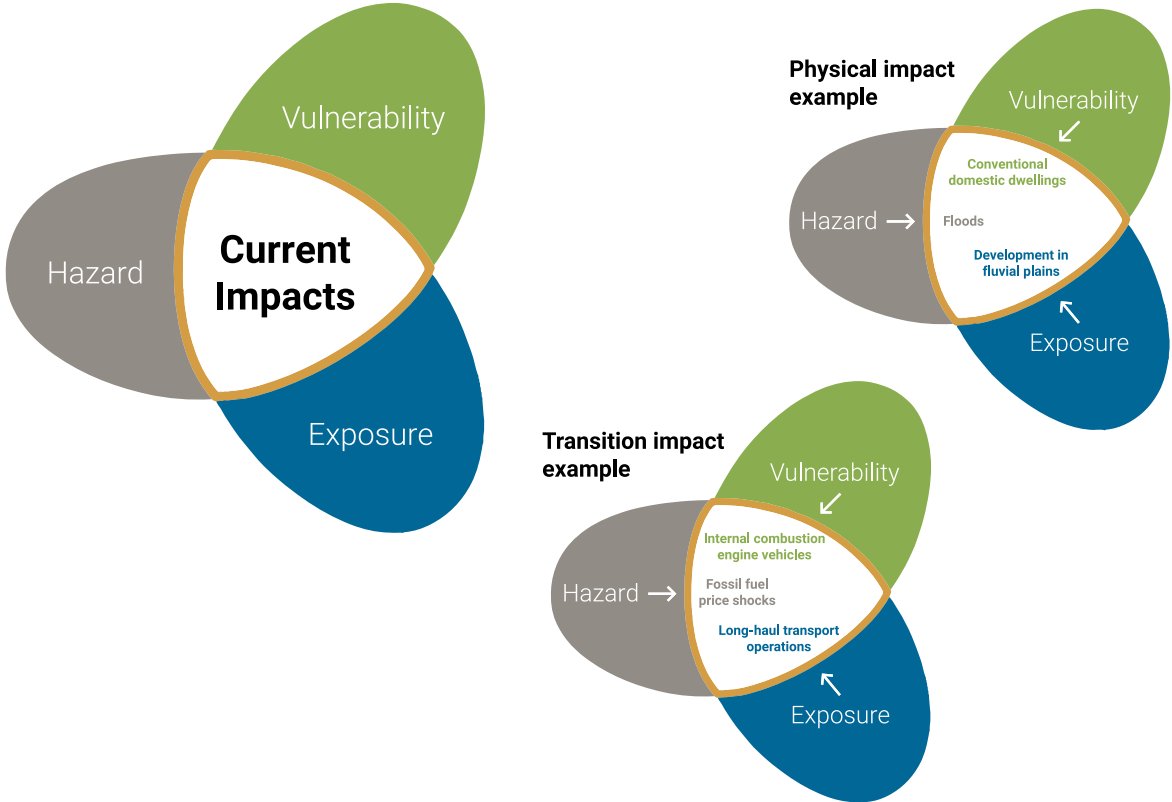 Vulnerability
Hazard
Current
Impacts
Exposure
Physical impact
example
Vulnerability
Conventional
domestic dwellings
Hazard →
Floods
Development in
fluvial plains
Exposure
Transition impact
example
Vulnerability
Internal combustion
engine vehicles
Hazard →
Fossil fuel
price shocks
Long-haul transport
operations
Exposure